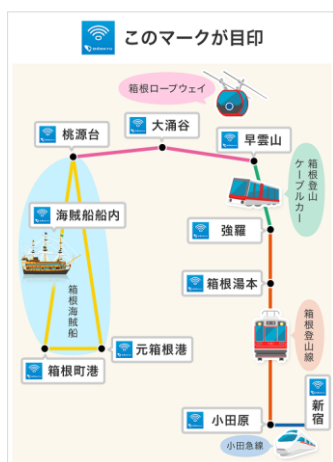 このマークが目印
箱根ロープウェイ
大涌谷
桃源台
早雲山
箱根登山
ケーブルカー
海賊船船内
強羅
箱根海賊船
箱根湯本
箱根登山線
元箱根港
箱根町港
小田原
新宿
小田急線